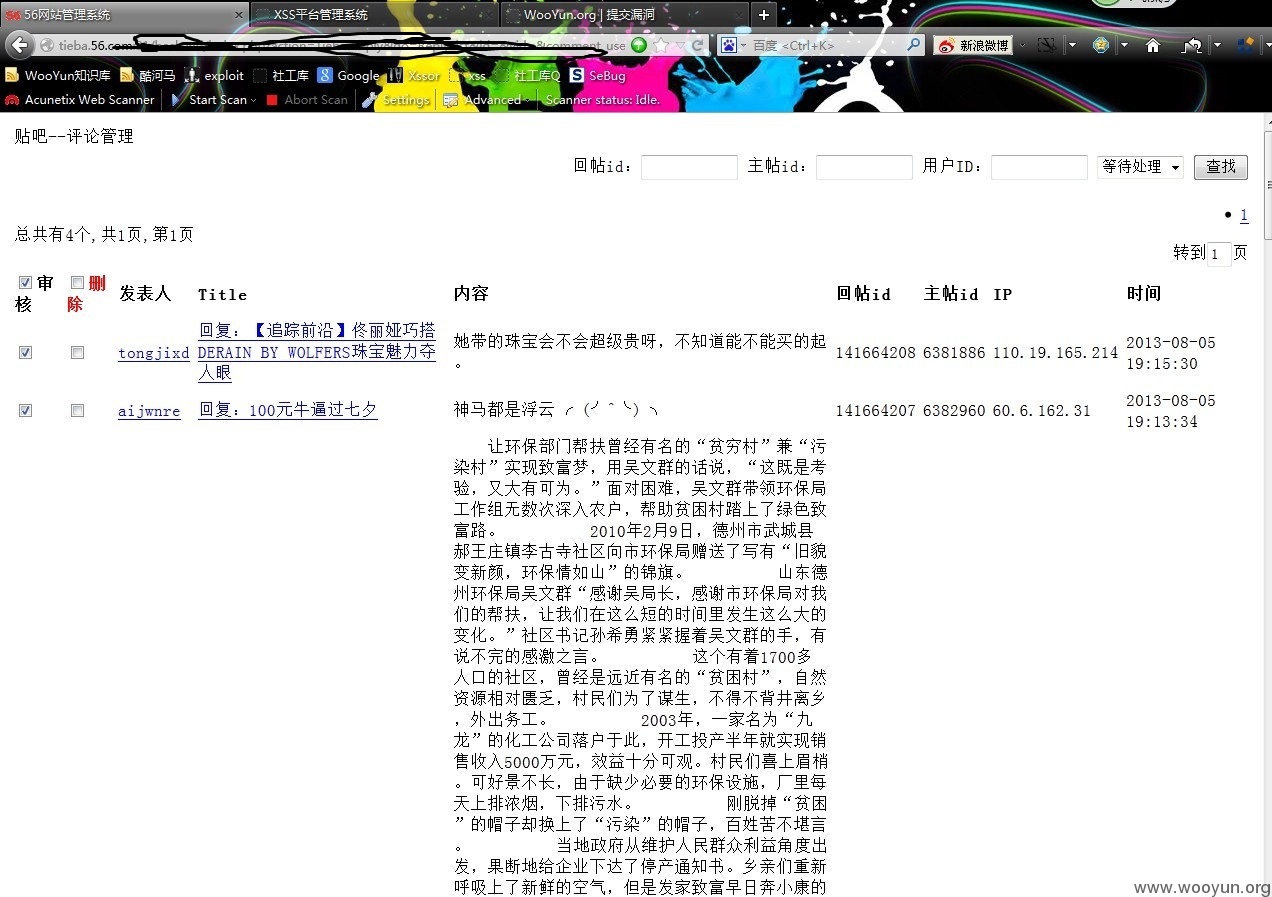 56网站管理系统
XSS平台管理系统
WooYun.org | 提交漏洞
tieba.56.com
&comment_use
百度 <Ctrl+K>
新浪微博
WooYun知识库
酷河马
exploit
社工库
Google
Xssor
xss
社工库Q
SeBug
Acunetix Web Scanner
Start Scan
Abort Scan
Settings
Advanced
Scanner status: Idle.
贴吧--评论管理
回帖id:
主帖id:
用户ID:
等待处理
查找
• 1
总共有4个,共1页,第1页
转到1页
审核
删除
发表人
Title
内容
回帖id
主帖id
IP
时间
tongjixd
回复：【追踪前沿】佟丽娅巧搭
DERAIN BY WOLFERS珠宝魅力夺
人眼
她带的珠宝会不会超级贵呀，不知道能不能买的起
。
141664208
6381886
110.19.165.214
2013-08-05
19:15:30
aijwnre
回复：100元牛逼过七夕
神马都是浮云╭(╯^╰)╮
141664207
6382960
60.6.162.31
2013-08-05
19:13:34
让环保部门帮扶曾经有名的“贫穷村”兼“污
染村”实现致富梦，用吴文群的话说，“这既是考
验，又大有可为。”面对困难，吴文群带领环保局
工作组无数次深入农户，帮助贫困村踏上了绿色致
富路。 2010年2月9日，德州市武城县
郝王庄镇李古寺社区向市环保局赠送了写有“旧貌
变新颜，环保情如山”的锦旗。 山东德
州环保局吴文群“感谢吴局长，感谢市环保局对我
们的帮扶，让我们在这么短的时间里发生这么大的
变化。”社区书记孙希勇紧紧握着吴文群的手，有
说不完的感激之言。 这个有着1700多
人口的社区，曾经是远近有名的“贫困村”，自然
资源相对匮乏，村民们为了谋生，不得不背井离乡
，外出务工。 2003年，一家名为“九
龙”的化工公司落户于此，开工投产半年就实现销
售收入5000万元，效益十分可观。村民们喜上眉梢
。可好景不长，由于缺少必要的环保设施，厂里每
天上排浓烟，下排污水。 刚脱掉“贫困
”的帽子却换上了“污染”的帽子，百姓苦不堪言
。 当地政府从维护人民群众利益角度出
发，果断地给企业下达了停产通知书。乡亲们重新
呼吸上了新鲜的空气，但是发家致富早日奔小康的
www.wooyun.org